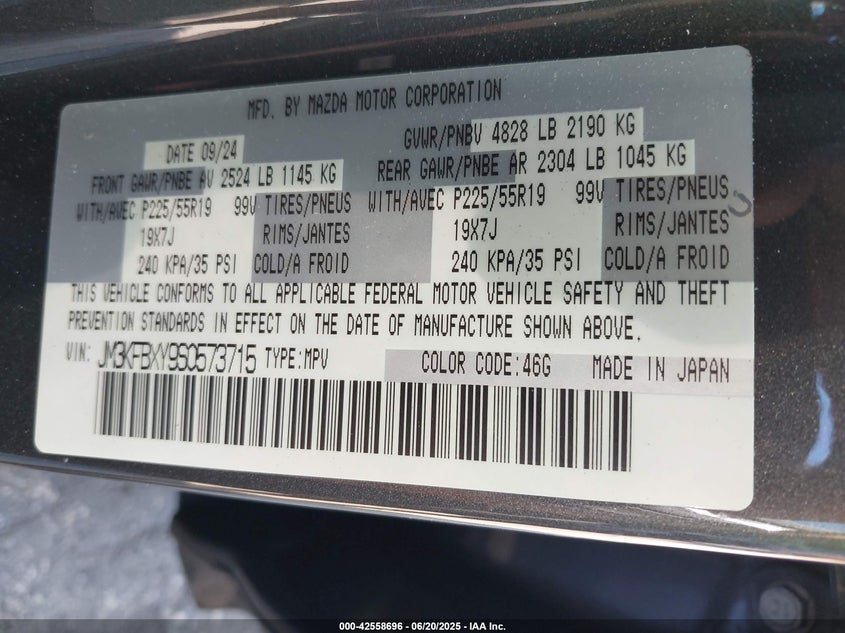 MFD. BY MAZDA MOTOR CORPORATION
DATE 09/24 GVWR/PNBV 4828 LB 2190 KG
FRONT GAWR/PNBE AV 2524 LB 1145 KG REAR GAWR/PNBE AR 2304 LB 1045 KG
WITH/AVEC P225/55R19 99V TIRES/PNEUS WITH/AVEC P225/55R19 99V TIRES/PNEUS
19X7J RIMS/JANTES 19X7J RIMS/JANTES
240 KPA/35 PSI COLD/A FROID 240 KPA/35 PSI COLD/A FROID
THIS VEHICLE CONFORMS TO ALL APPLICABLE FEDERAL MOTOR VEHICLE SAFETY AND THEFT
PREVENTION STANDARDS IN EFFECT ON THE DATE OF MANUFACTURE SHOWN ABOVE.
VIN: JM3KFBXY9S0573715 TYPE:MPV COLOR CODE:46G MADE IN JAPAN
000-42558696 - 06/20/2025 - IAA Inc.